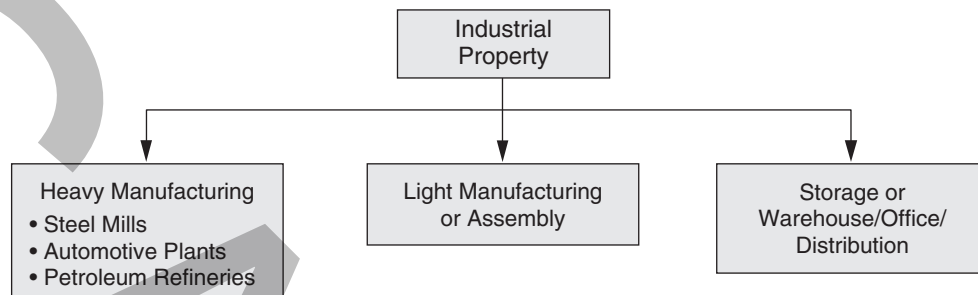 Industrial
Property
Heavy Manufacturing
• Steel Mills
• Automotive Plants
• Petroleum Refineries
Light Manufacturing
or Assembly
Storage or
Warehouse/Office/
Distribution